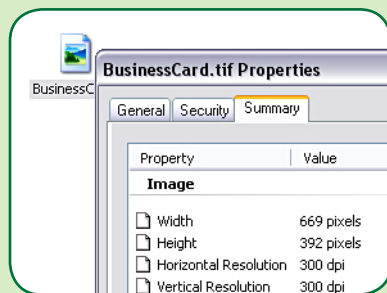 BusinessCard.tif Properties
BusinessC
General Security Summary
Property Value
Image
Width 669 pixels
Height 392 pixels
Horizontal Resolution 300 dpi
Vertical Resolution 300 dpi